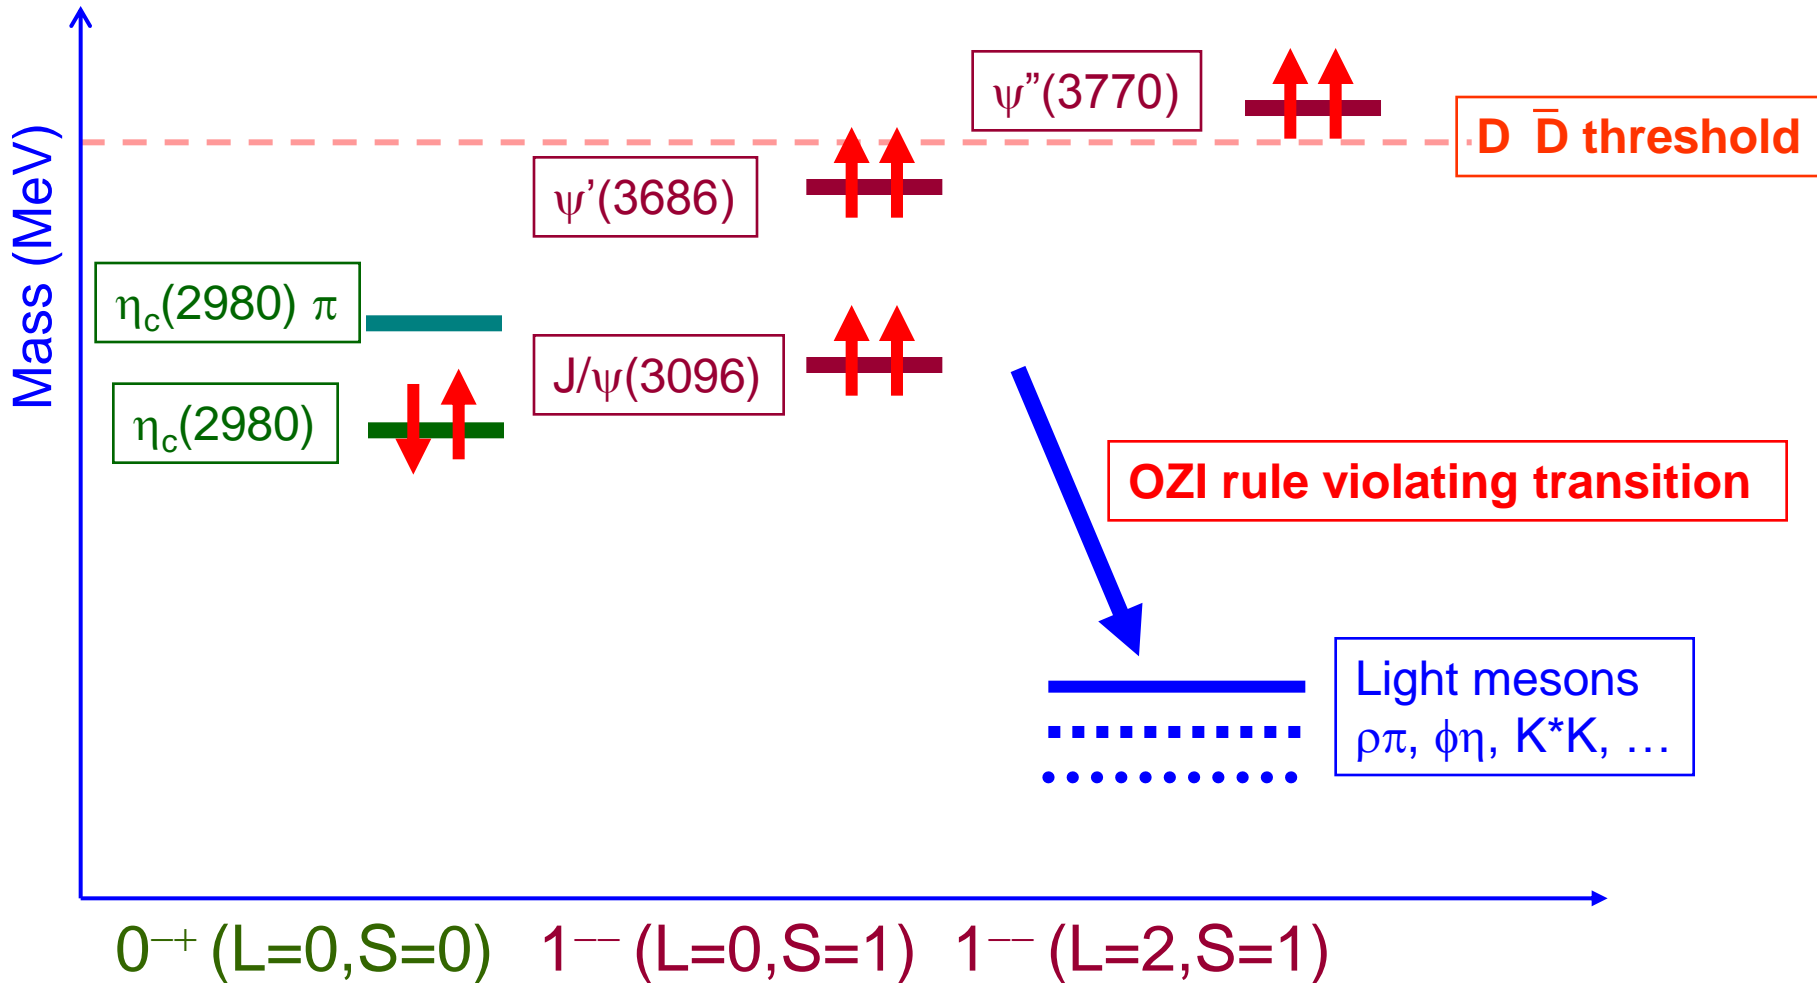 Mass (MeV)
ψ”(3770)
D D̅ threshold
ψ’(3686)
η_c(2980) π
J/ψ(3096)
η_c(2980)
OZI rule violating transition
Light mesons
ρπ, ϕη, K*K, …
0⁻⁺ (L=0,S=0) 1⁻⁻ (L=0,S=1) 1⁻⁻ (L=2,S=1)